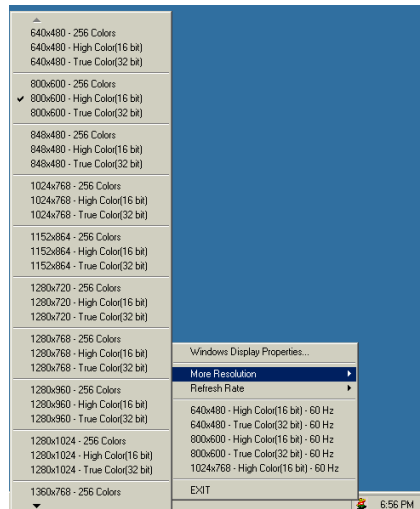 640x480 - 256 Colors
640x480 - High Color(16 bit)
640x480 - True Color(32 bit)
800x600 - 256 Colors
800x600 - High Color(16 bit)
800x600 - True Color(32 bit)
848x480 - 256 Colors
848x480 - High Color(16 bit)
848x480 - True Color(32 bit)
1024x768 - 256 Colors
1024x768 - High Color(16 bit)
1024x768 - True Color(32 bit)
1152x864 - 256 Colors
1152x864 - High Color(16 bit)
1152x864 - True Color(32 bit)
1280x720 - 256 Colors
1280x720 - High Color(16 bit)
1280x720 - True Color(32 bit)
1280x768 - 256 Colors
1280x768 - High Color(16 bit)
1280x768 - True Color(32 bit)
1280x960 - 256 Colors
1280x960 - High Color(16 bit)
1280x960 - True Color(32 bit)
1280x1024 - 256 Colors
1280x1024 - High Color(16 bit)
1280x1024 - True Color(32 bit)
1360x768 - 256 Colors
Windows Display Properties...
More Resolution
Refresh Rate
640x480 - High Color(16 bit) - 60 Hz
640x480 - True Color(32 bit) - 60 Hz
800x600 - High Color(16 bit) - 60 Hz
800x600 - True Color(32 bit) - 60 Hz
1024x768 - High Color(16 bit) - 60 Hz
EXIT
6:56 PM